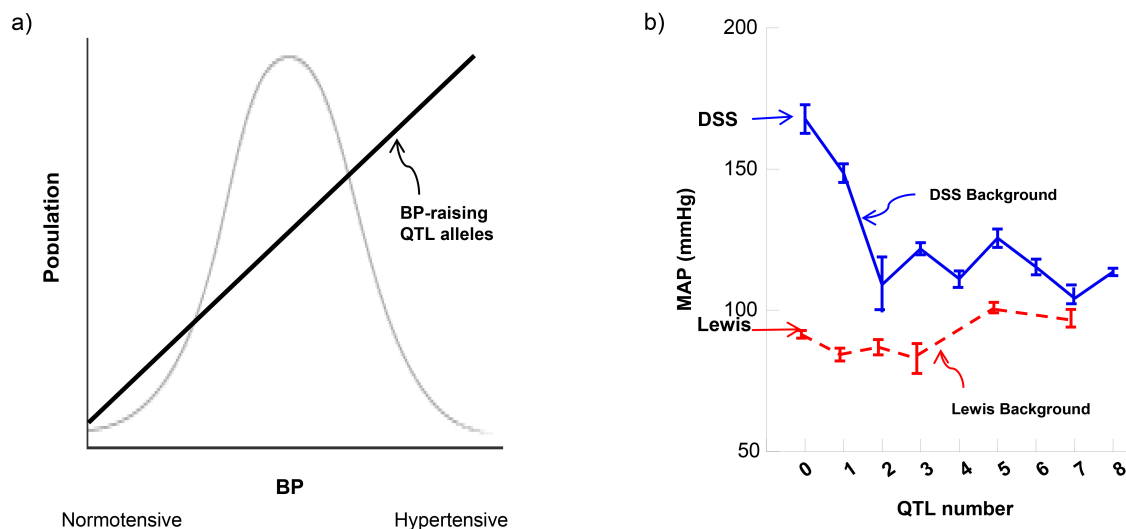 a)
Population
BP-raising
QTL alleles
BP
Normotensive
Hypertensive
b)
200
150
100
50
MAP (mmHg)
DSS
DSS Background
Lewis
Lewis Background
0 1 2 3 4 5 6 7 8
QTL number